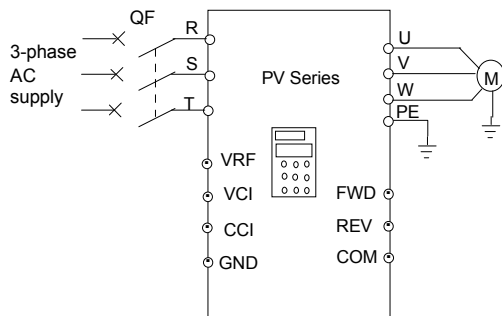 QF
3-phase
AC
supply
R
S
T
PV Series
U
V
W
PE
M
VRF
VCI
CCI
GND
FWD
REV
COM